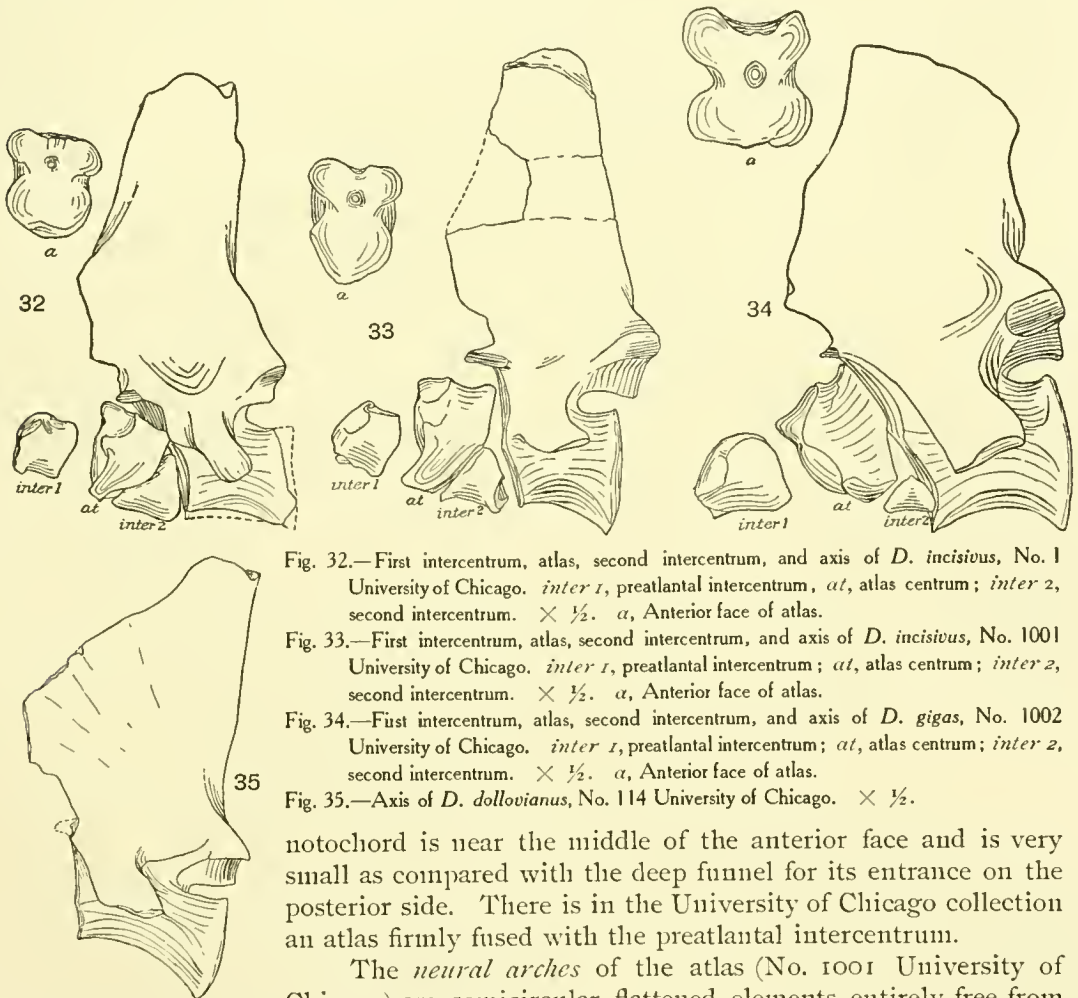 a
32
inter 1
at
inter 2
a
33
inter 1
at
inter 2
a
34
inter 1
at
inter 2
35
Fig. 32.—First intercentrum, atlas, second intercentrum, and axis of D. incisivus, No. 1
University of Chicago. inter 1, preatlantal intercentrum, at, atlas centrum; inter 2,
second intercentrum. × ½. a, Anterior face of atlas.
Fig. 33.—First intercentrum, atlas, second intercentrum, and axis of D. incisivus, No. 1001
University of Chicago. inter 1, preatlantal intercentrum; at, atlas centrum; inter 2,
second intercentrum. × ½. a, Anterior face of atlas.
Fig. 34.—First intercentrum, atlas, second intercentrum, and axis of D. gigas, No. 1002
University of Chicago. inter 1, preatlantal intercentrum; at, atlas centrum; inter 2,
second intercentrum. × ½. a, Anterior face of atlas.
Fig. 35.—Axis of D. dollovianus, No. 114 University of Chicago. × ½.
notochord is near the middle of the anterior face and is very
small as compared with the deep funnel for its entrance on the
posterior side. There is in the University of Chicago collection
an atlas firmly fused with the preatlantal intercentrum.
The neural arches of the atlas (No. 1001 University of